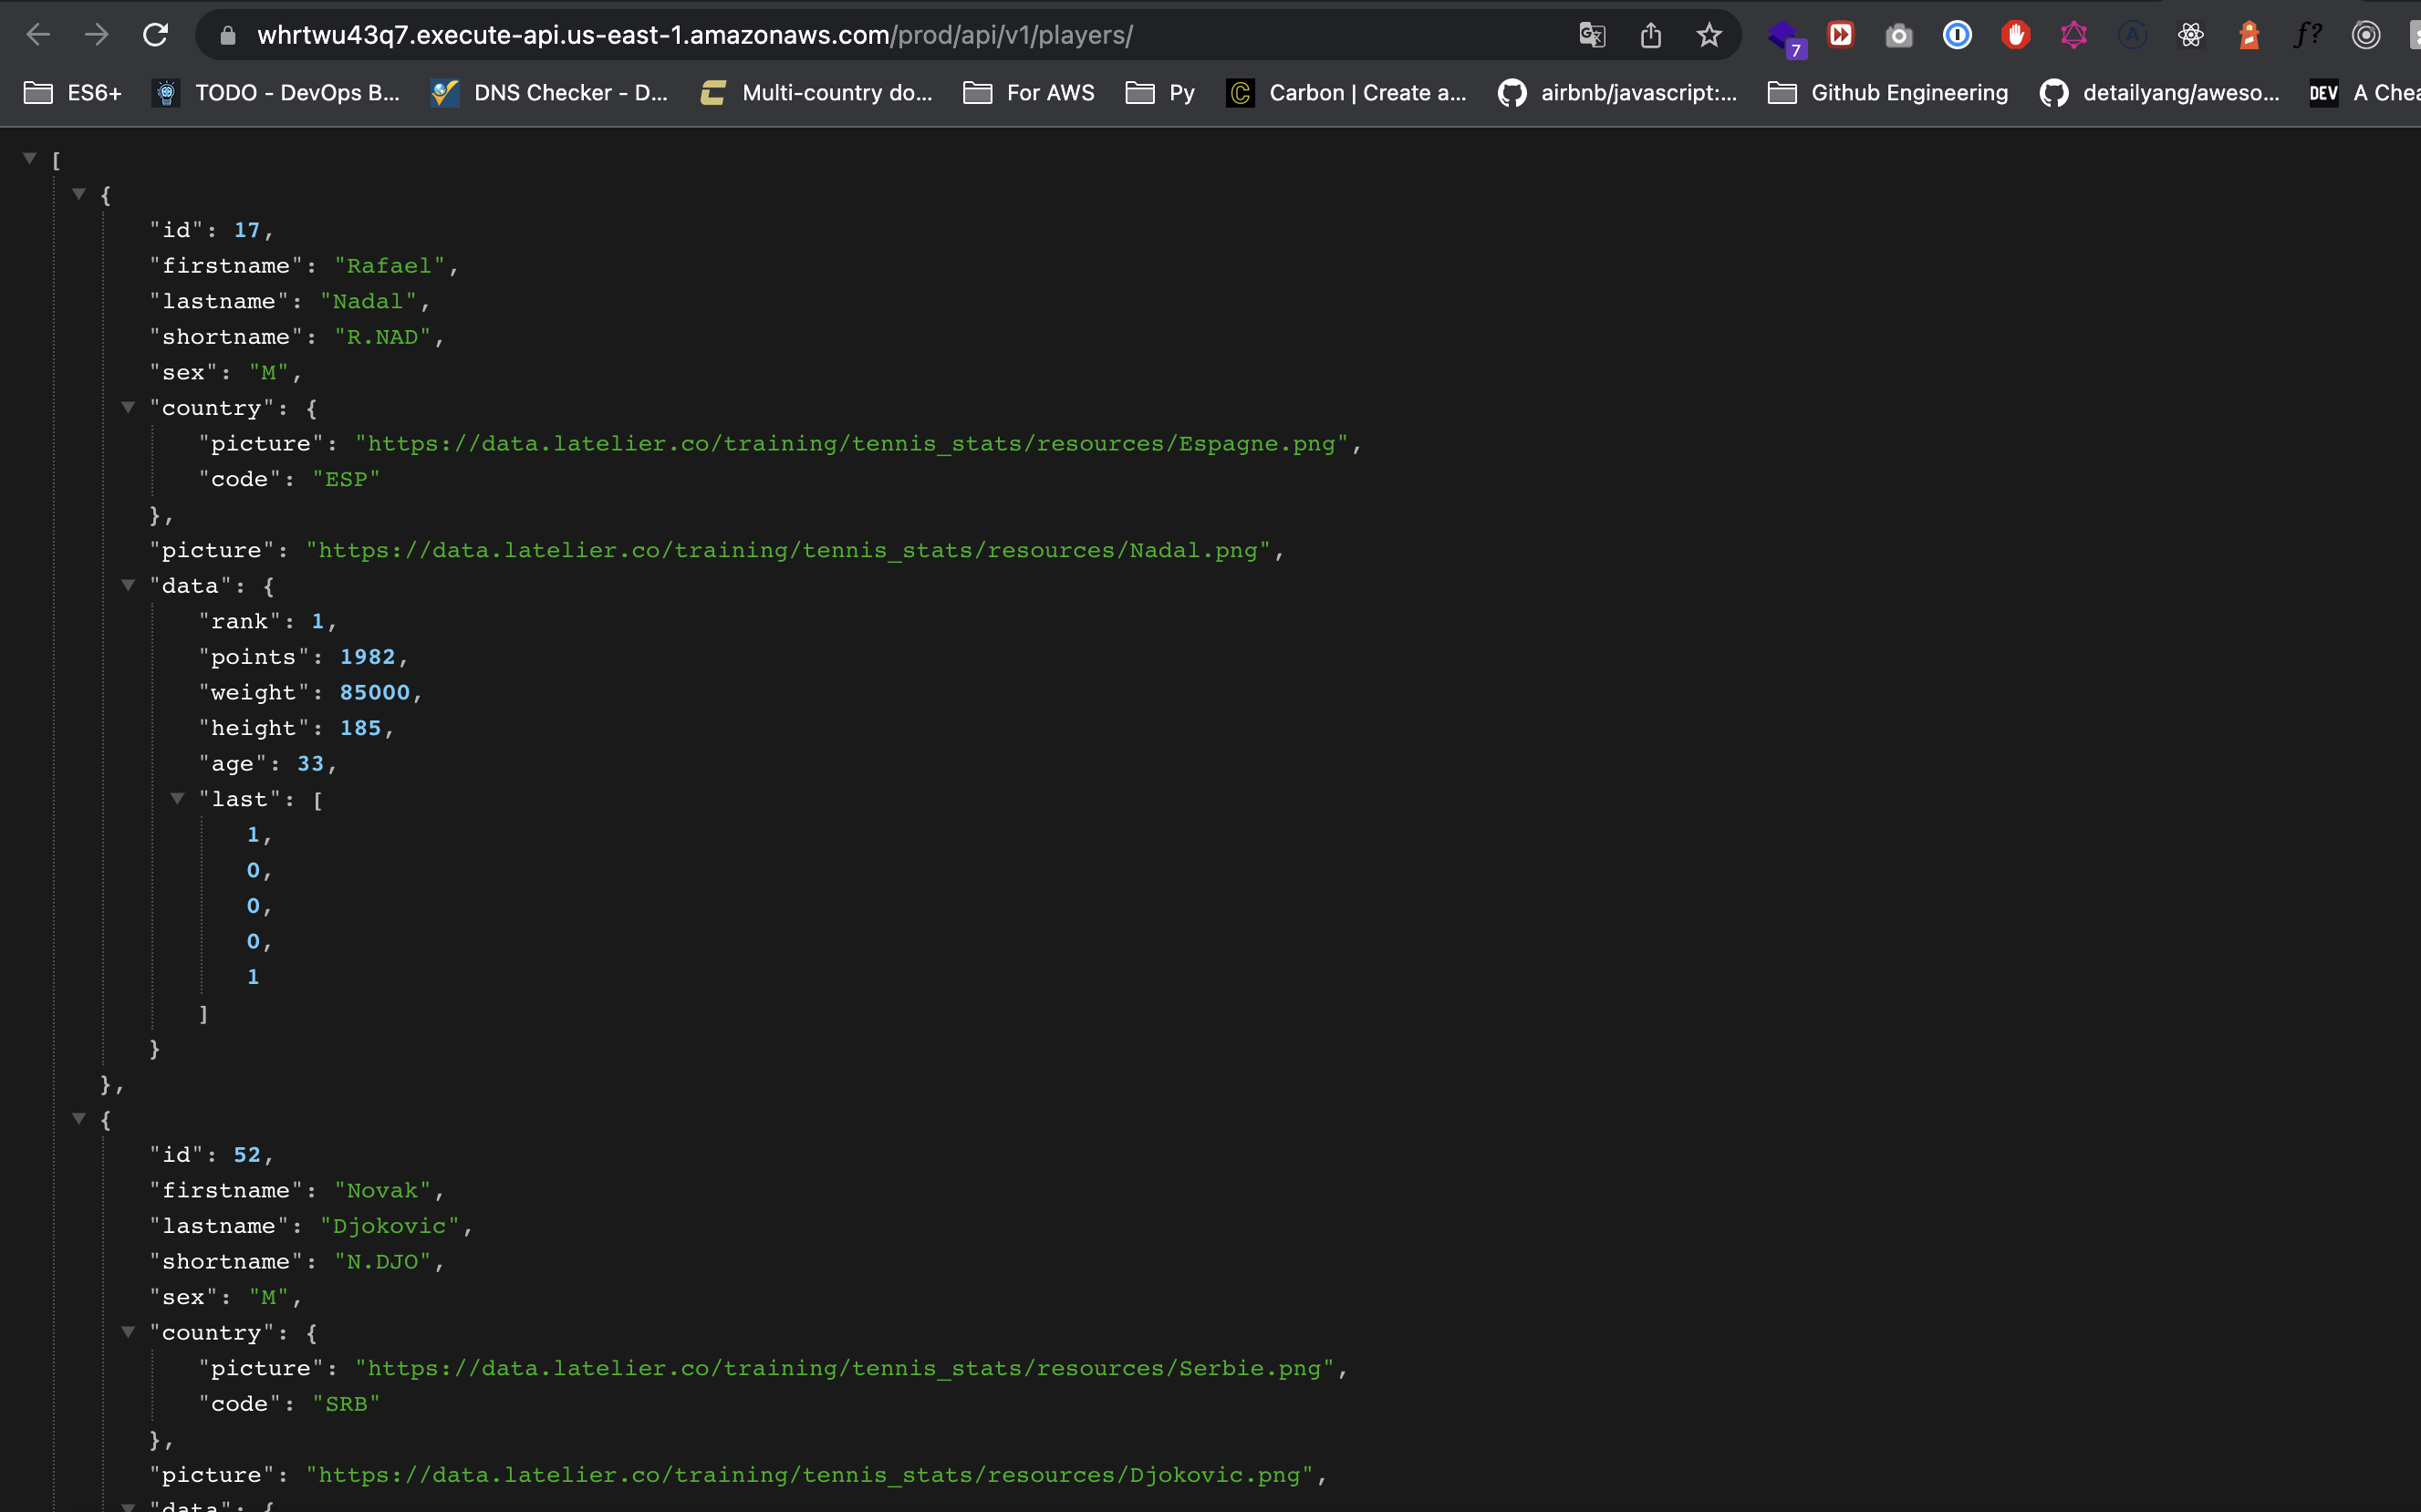 whrtwu43q7.execute-api.us-east-1.amazonaws.com/prod/api/v1/players/
7
ƒ?
ES6+ TODO - DevOps B... DNS Checker - D... Multi-country do... For AWS Py Carbon | Create a... airbnb/javascript:... Github Engineering detailyang/aweso... DEV A Chea
[
{
"id": 17,
"firstname": "Rafael",
"lastname": "Nadal",
"shortname": "R.NAD",
"sex": "M",
"country": {
"picture": "https://data.latelier.co/training/tennis_stats/resources/Espagne.png",
"code": "ESP"
},
"picture": "https://data.latelier.co/training/tennis_stats/resources/Nadal.png",
"data": {
"rank": 1,
"points": 1982,
"weight": 85000,
"height": 185,
"age": 33,
"last": [
1,
0,
0,
0,
1
]
}
},
{
"id": 52,
"firstname": "Novak",
"lastname": "Djokovic",
"shortname": "N.DJO",
"sex": "M",
"country": {
"picture": "https://data.latelier.co/training/tennis_stats/resources/Serbie.png",
"code": "SRB"
},
"picture": "https://data.latelier.co/training/tennis_stats/resources/Djokovic.png",
"data": {